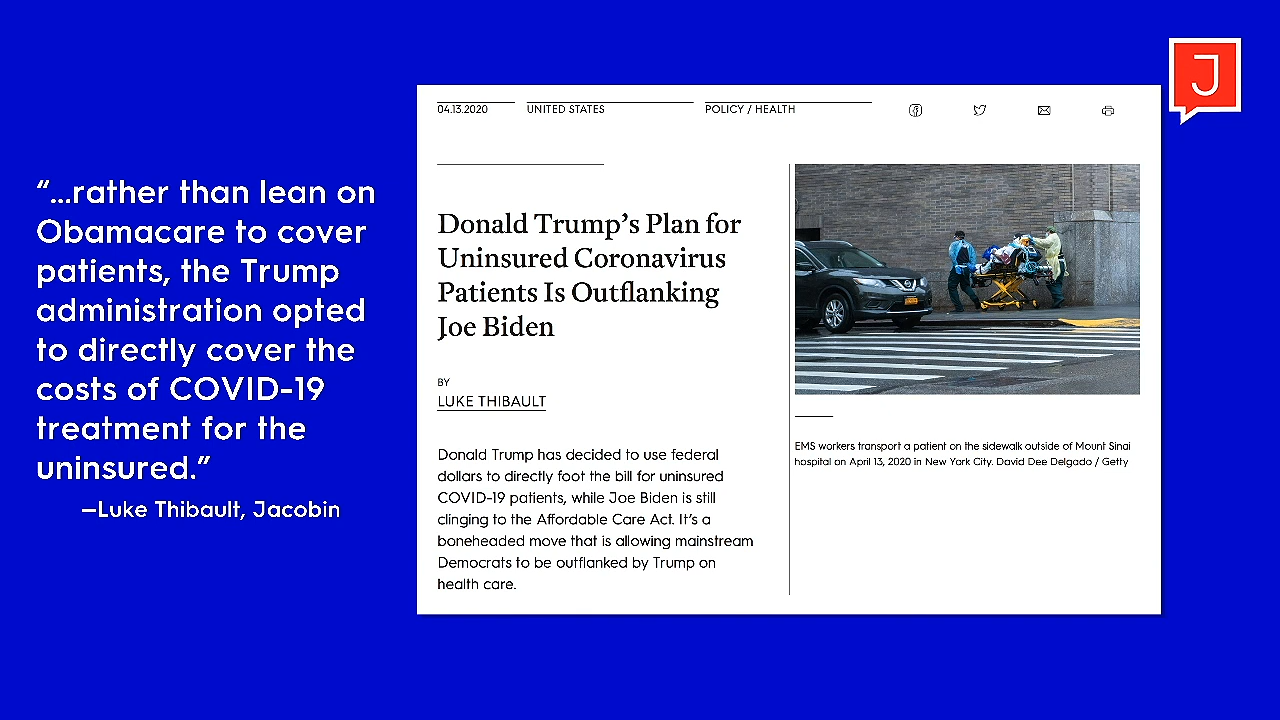 “...rather than lean on
Obamacare to cover
patients, the Trump
administration opted
to directly cover the
costs of COVID-19
treatment for the
uninsured.”
–Luke Thibault, Jacobin
J
04.13.2020
UNITED STATES
POLICY / HEALTH
Donald Trump’s Plan for
Uninsured Coronavirus
Patients Is Outflanking
Joe Biden
BY
LUKE THIBAULT
Donald Trump has decided to use federal
dollars to directly foot the bill for uninsured
COVID-19 patients, while Joe Biden is still
clinging to the Affordable Care Act. It’s a
boneheaded move that is allowing mainstream
Democrats to be outflanked by Trump on
health care.
EMS workers transport a patient on the sidewalk outside of Mount Sinai
hospital on April 13, 2020 in New York City. David Dee Delgado / Getty